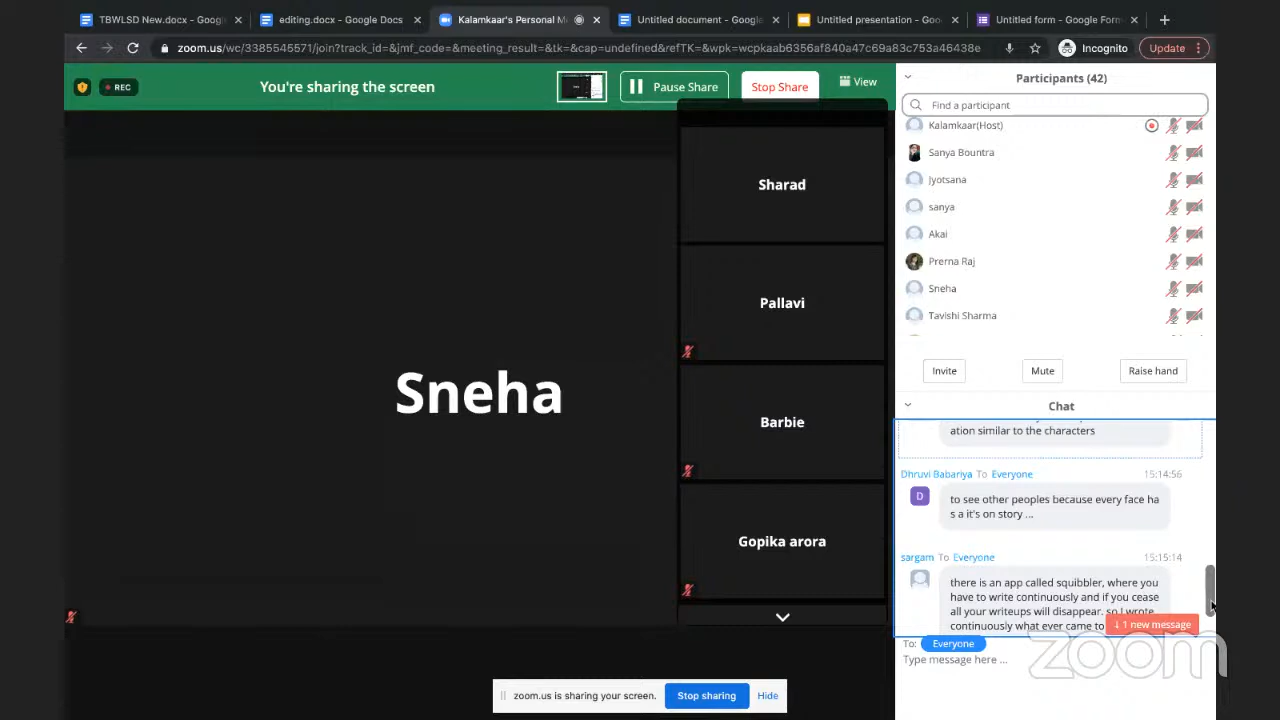 TBWLSD New.docx - Googl
editing.docx - Google Docs
Kalamkaar's Personal M
Untitled document - Google
Untitled presentation - Goo
Untitled form - Google Form
zoom.us/wc/3385545571/join?track_id=&jmf_code=&meeting_result=&tk=&cap=undefined&refTK=&wpk=wcpkaab6356af840a47c69a83c753a46438e
Incognito
Update
REC
You're sharing the screen
Pause Share
Stop Share
View
Participants (42)
Find a participant
Kalamkaar(Host)
Sanya Bountra
Jyotsana
sanya
Akai
Prerna Raj
Sneha
Tavishi Sharma
Invite
Mute
Raise hand
Sharad
Pallavi
Barbie
Gopika arora
Sneha
Chat
ation similar to the characters
Dhruvi Babariya To Everyone 15:14:56
D
to see other peoples because every face ha
s a it's on story ...
sargam To Everyone 15:15:14
there is an app called squibbler, where you
have to write continuously and if you cease
all your writeups will disappear. so I wrote
continuously what ever came to
↓ 1 new message
To: Everyone
Type message here ...
zoom
zoom.us is sharing your screen.
Stop sharing
Hide